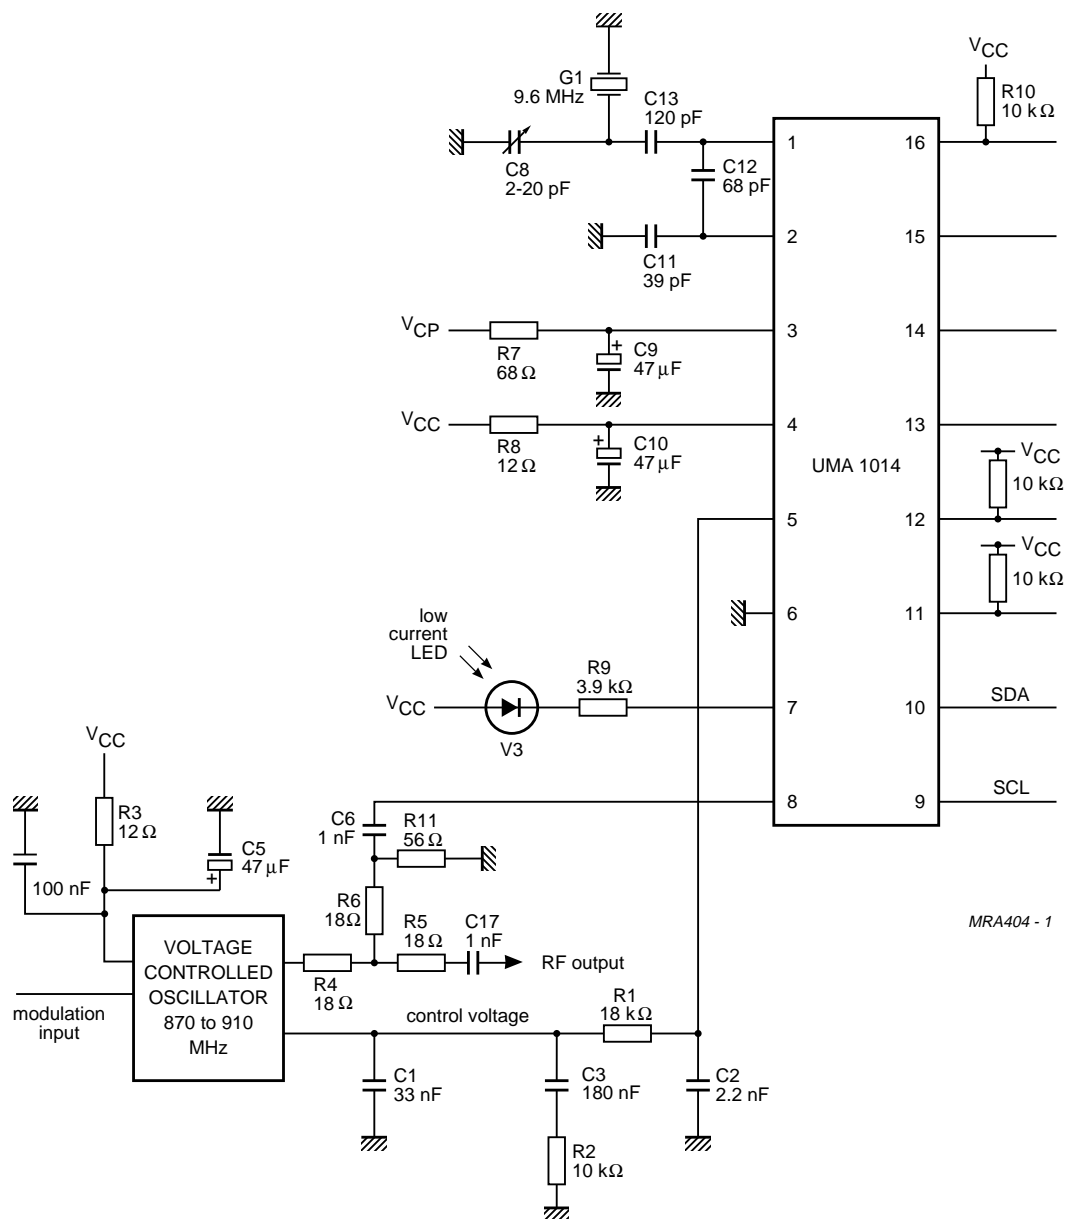 VCC
R10
10 kΩ
G1
9.6 MHz
C13
120 pF
C8
2-20 pF
C12
68 pF
C11
39 pF
1
16
2
15
VCP
R7
68 Ω
C9
+
47 µF
3
14
VCC
R8
12 Ω
C10
+
47 µF
4
13
UMA 1014
VCC
10 kΩ
5
12
VCC
10 kΩ
6
11
low
current
LED
VCC
V3
R9
3.9 kΩ
7
10
SDA
8
9
SCL
VCC
R3
12 Ω
C5
47 µF
+
100 nF
C6
1 nF
R11
56 Ω
R6
18Ω
R5
18 Ω
C17
1 nF
RF output
R4
18 Ω
MRA404 - 1
VOLTAGE
CONTROLLED
OSCILLATOR
870 to 910
MHz
modulation
input
control voltage
R1
18 kΩ
C1
33 nF
C3
180 nF
C2
2.2 nF
R2
10 kΩ